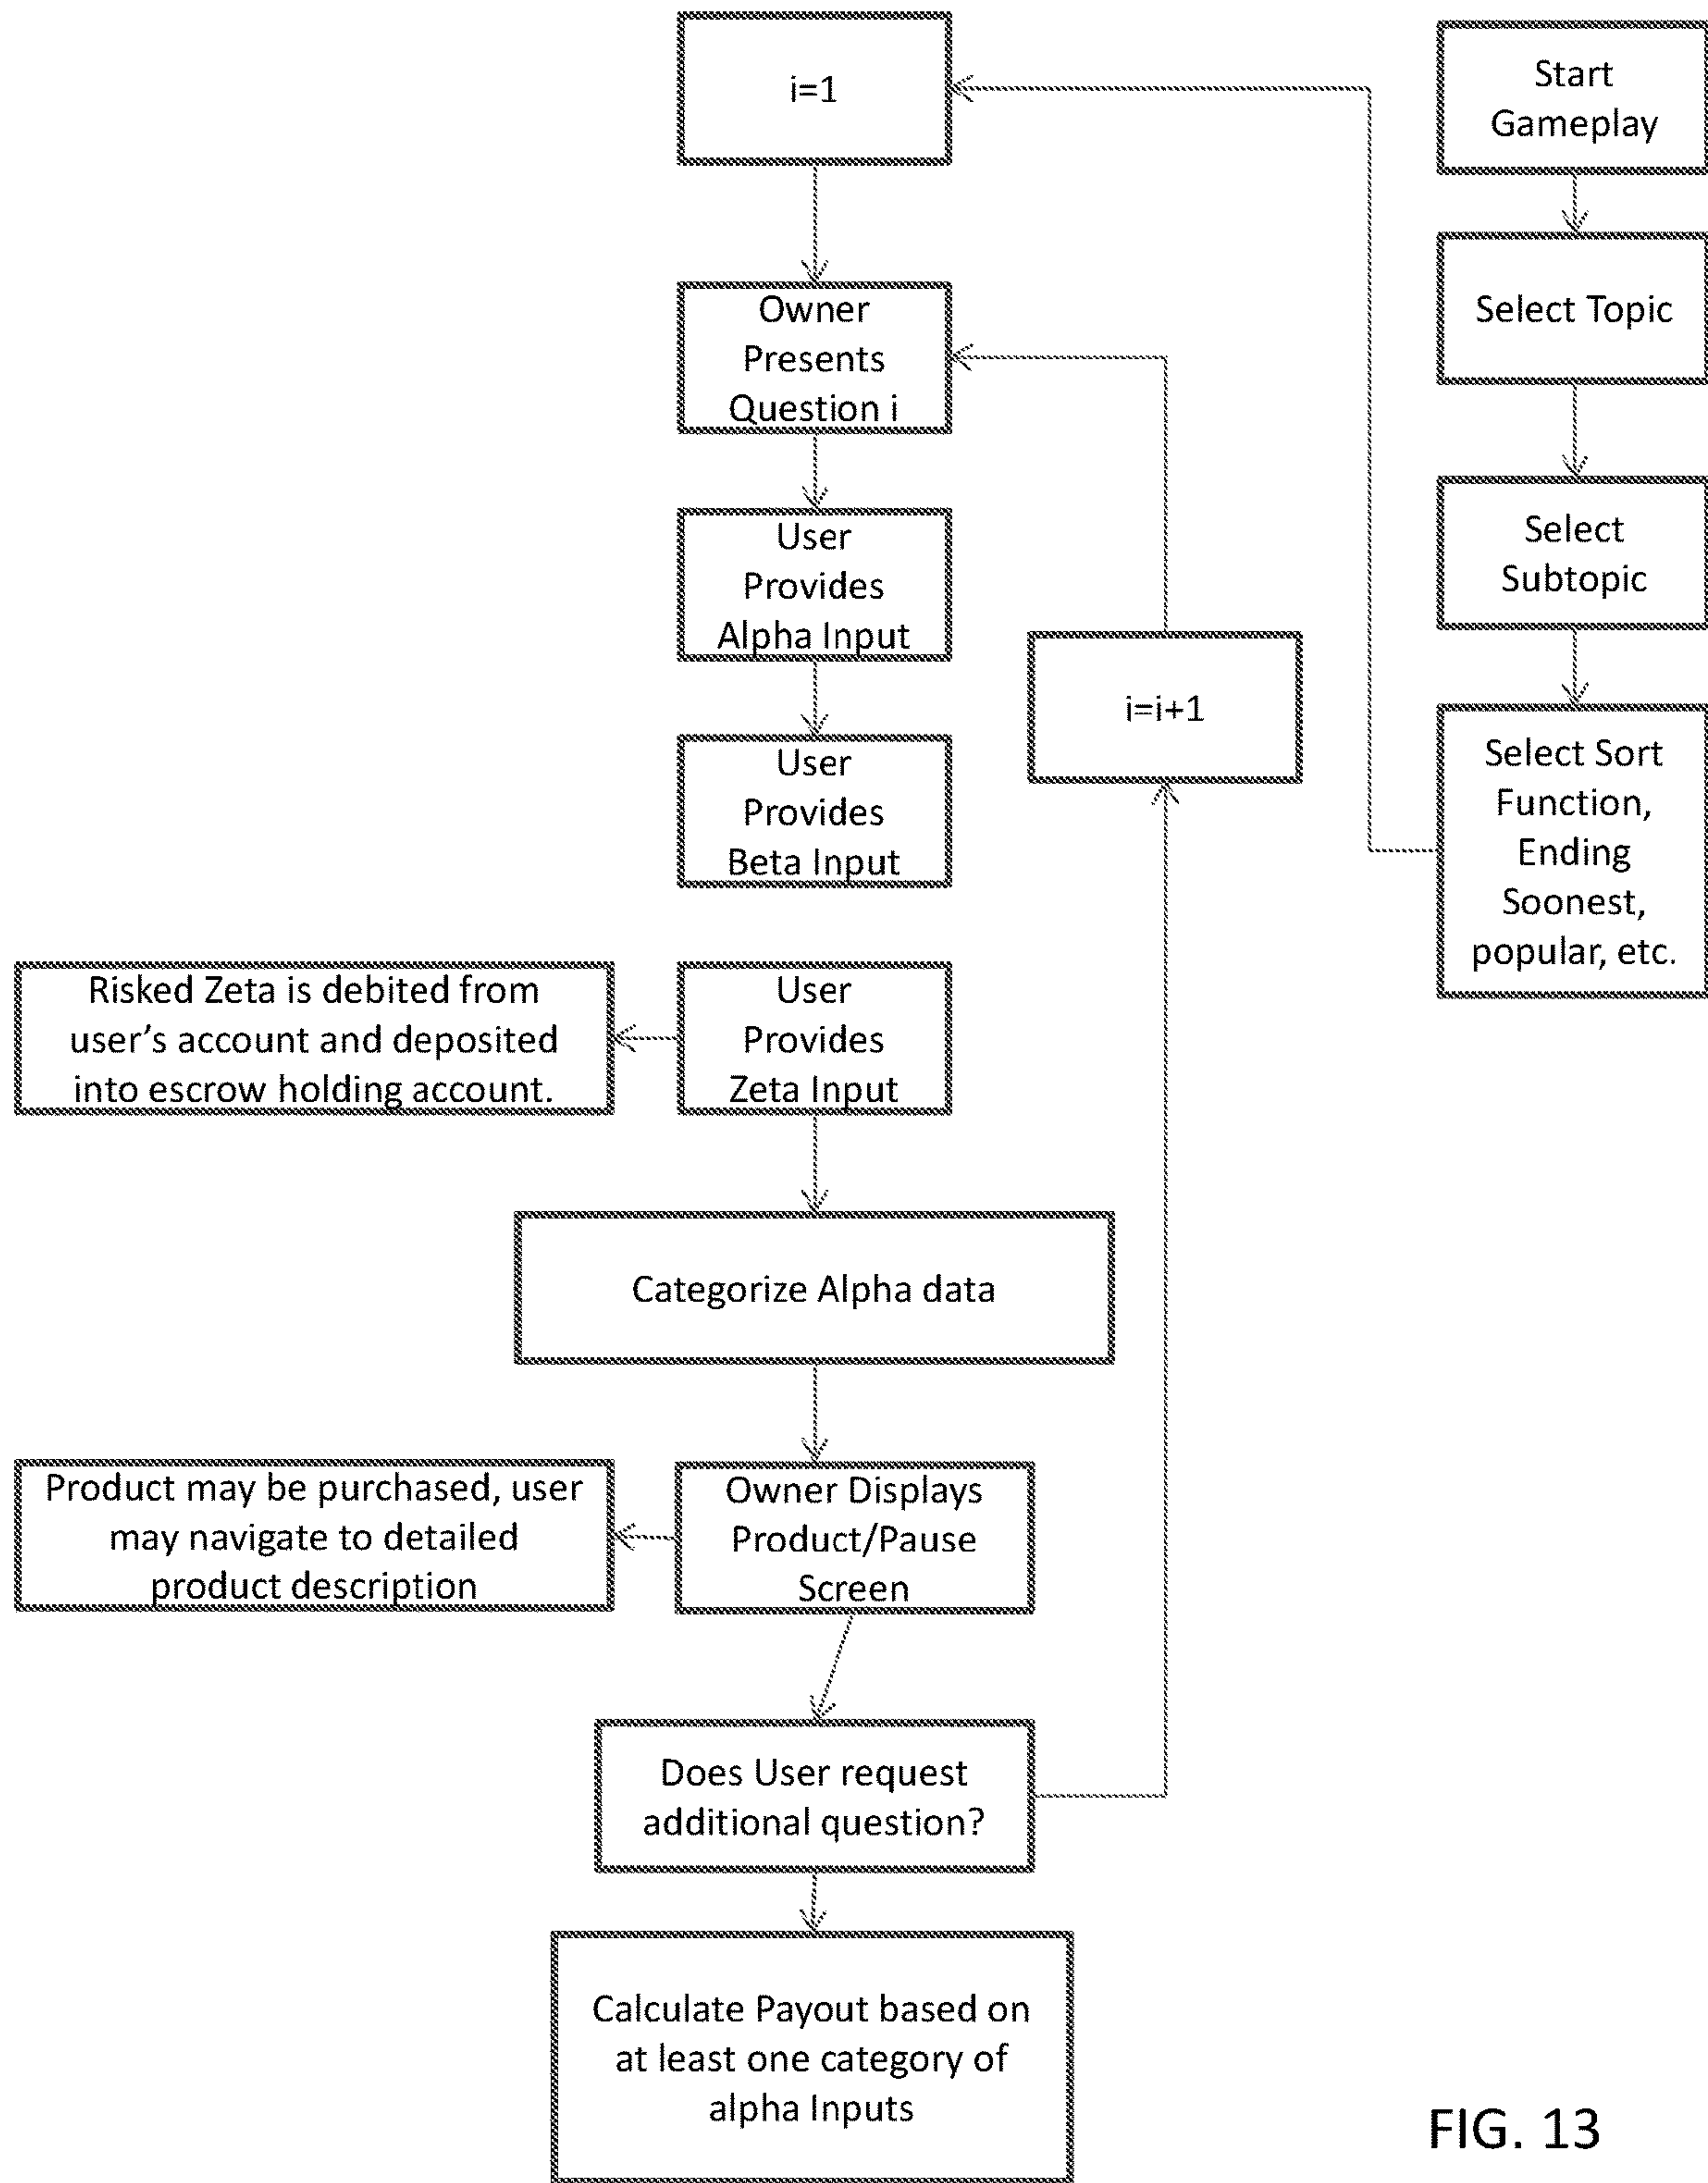 Start
Gameplay
Select Topic
Select
Subtopic
Select Sort
Function,
Ending
Soonest,
popular, etc.
i=1
Owner
Presents
Question i
User
Provides
Alpha Input
User
Provides
Beta Input
i=i+1
User
Provides
Zeta Input
Risked Zeta is debited from
user's account and deposited
into escrow holding account.
Categorize Alpha data
Owner Displays
Product/Pause
Screen
Product may be purchased, user
may navigate to detailed
product description
Does User request
additional question?
Calculate Payout based on
at least one category of
alpha Inputs
FIG. 13